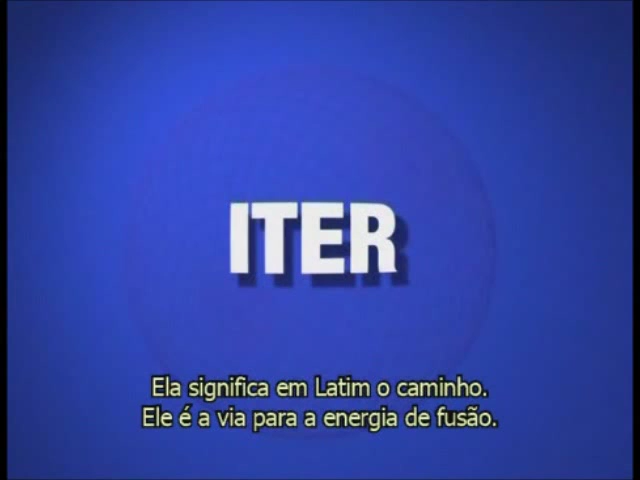 ITER
Ela significa em Latim o caminho.
Ele é a via para a energia de fusão.